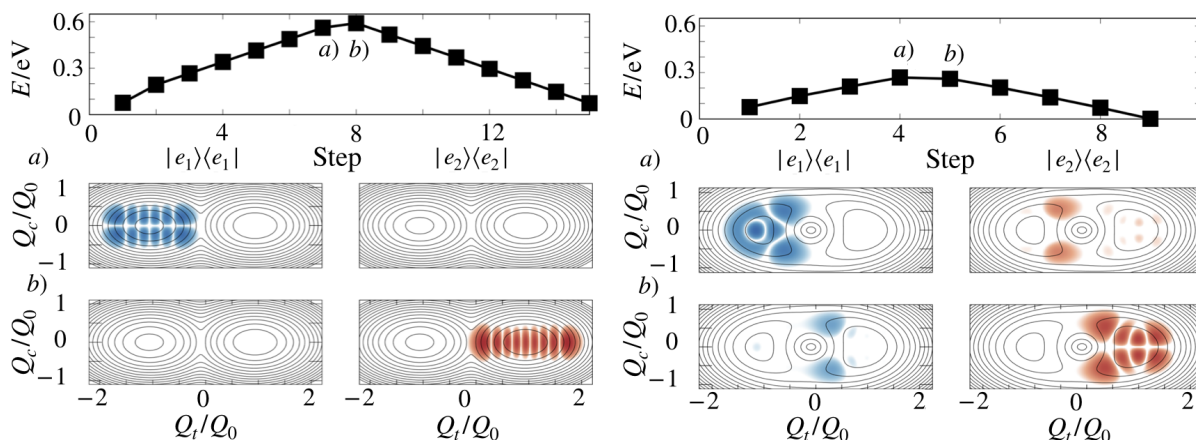 0.6
0.3
0
E/eV
a) b)
0 4 8 12
|e1⟩⟨e1| Step |e2⟩⟨e2|
a)
1
0
-1
Qc/Q0
b)
1
0
-1
Qc/Q0
-2 0 2 0 2
Qt/Q0 Qt/Q0
0.6
0.3
0
E/eV
a) b)
0 2 4 6 8
|e1⟩⟨e1| Step |e2⟩⟨e2|
a)
1
0
-1
Qc/Q0
b)
1
0
-1
Qc/Q0
-2 0 2 0 2
Qt/Q0 Qt/Q0